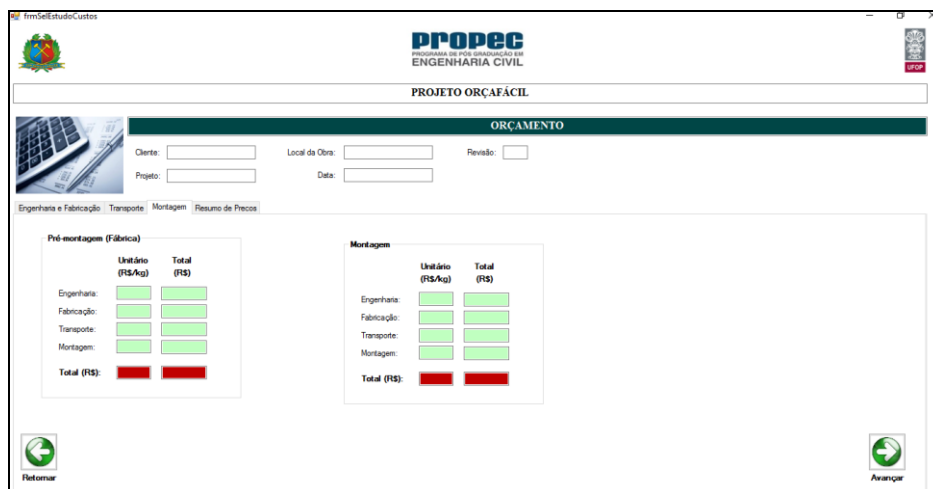 frmSelEstudoCustos
PROPEC
PROGRAMA DE PÓS GRADUAÇÃO EM
ENGENHARIA CIVIL
UFOP
PROJETO ORÇAFÁCIL
ORÇAMENTO
Cliente: Local da Obra: Revisão:
Projeto: Data:
Engenharia e Fabricação Transporte Montagem Resumo de Precos
Pré-montagem (Fábrica)
Unitário Total
(R$/kg) (R$)
Engenharia:
Fabricação:
Transporte:
Montagem:
Total (R$):
Montagem
Unitário Total
(R$/kg) (R$)
Engenharia:
Fabricação:
Transporte:
Montagem:
Total (R$):
Retornar
Avançar